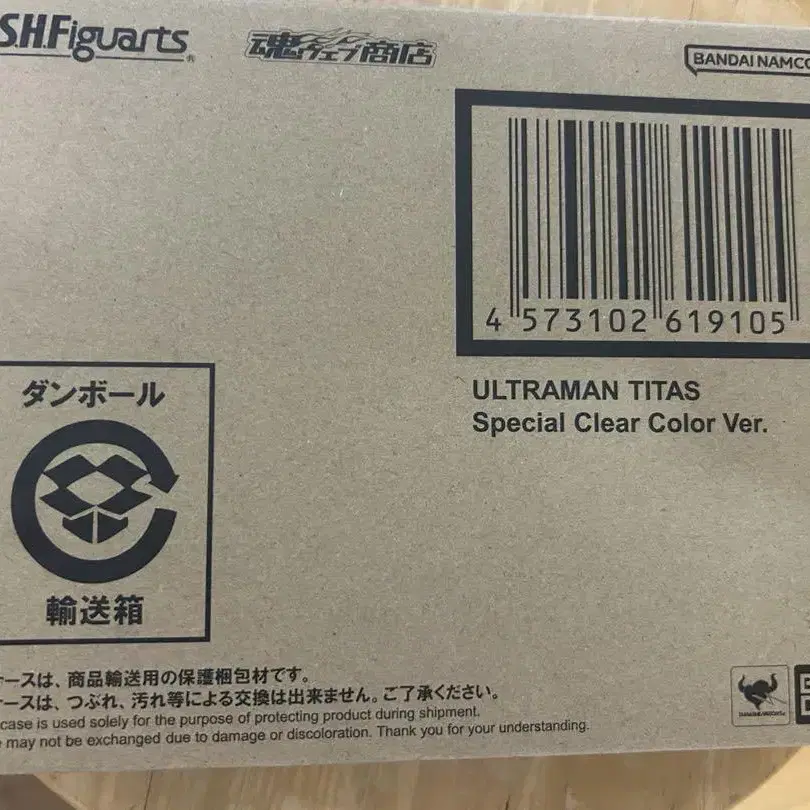 S.H.Figuarts
魂ウェブ商店
BANDAI NAMCO
4 573102 619105
ULTRAMAN TITAS
Special Clear Color Ver.
ダンボール
輸送箱
ースは、商品輸送用の保護梱包材です。
ースは、つぶれ、汚れ等による交換は出来ません。ご了承ください。
case is used solely for the purpose of protecting product during shipment.
may not be exchanged due to damage or discoloration. Thank you for your understanding.